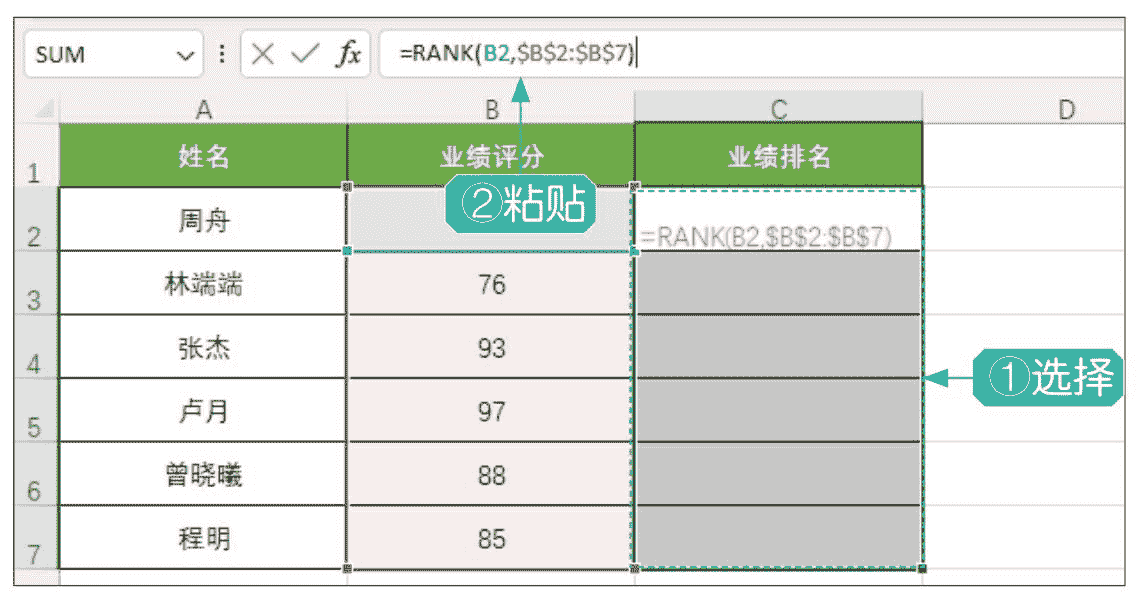 SUM fx =RANK(B2,$B$2:$B$7)
A B C D
1 姓名 业绩评分 业绩排名
②粘贴
2 周舟 =RANK(B2,$B$2:$B$7)
3 林端端 76
4 张杰 93
①选择
5 卢月 97
6 曾晓曦 88
7 程明 85